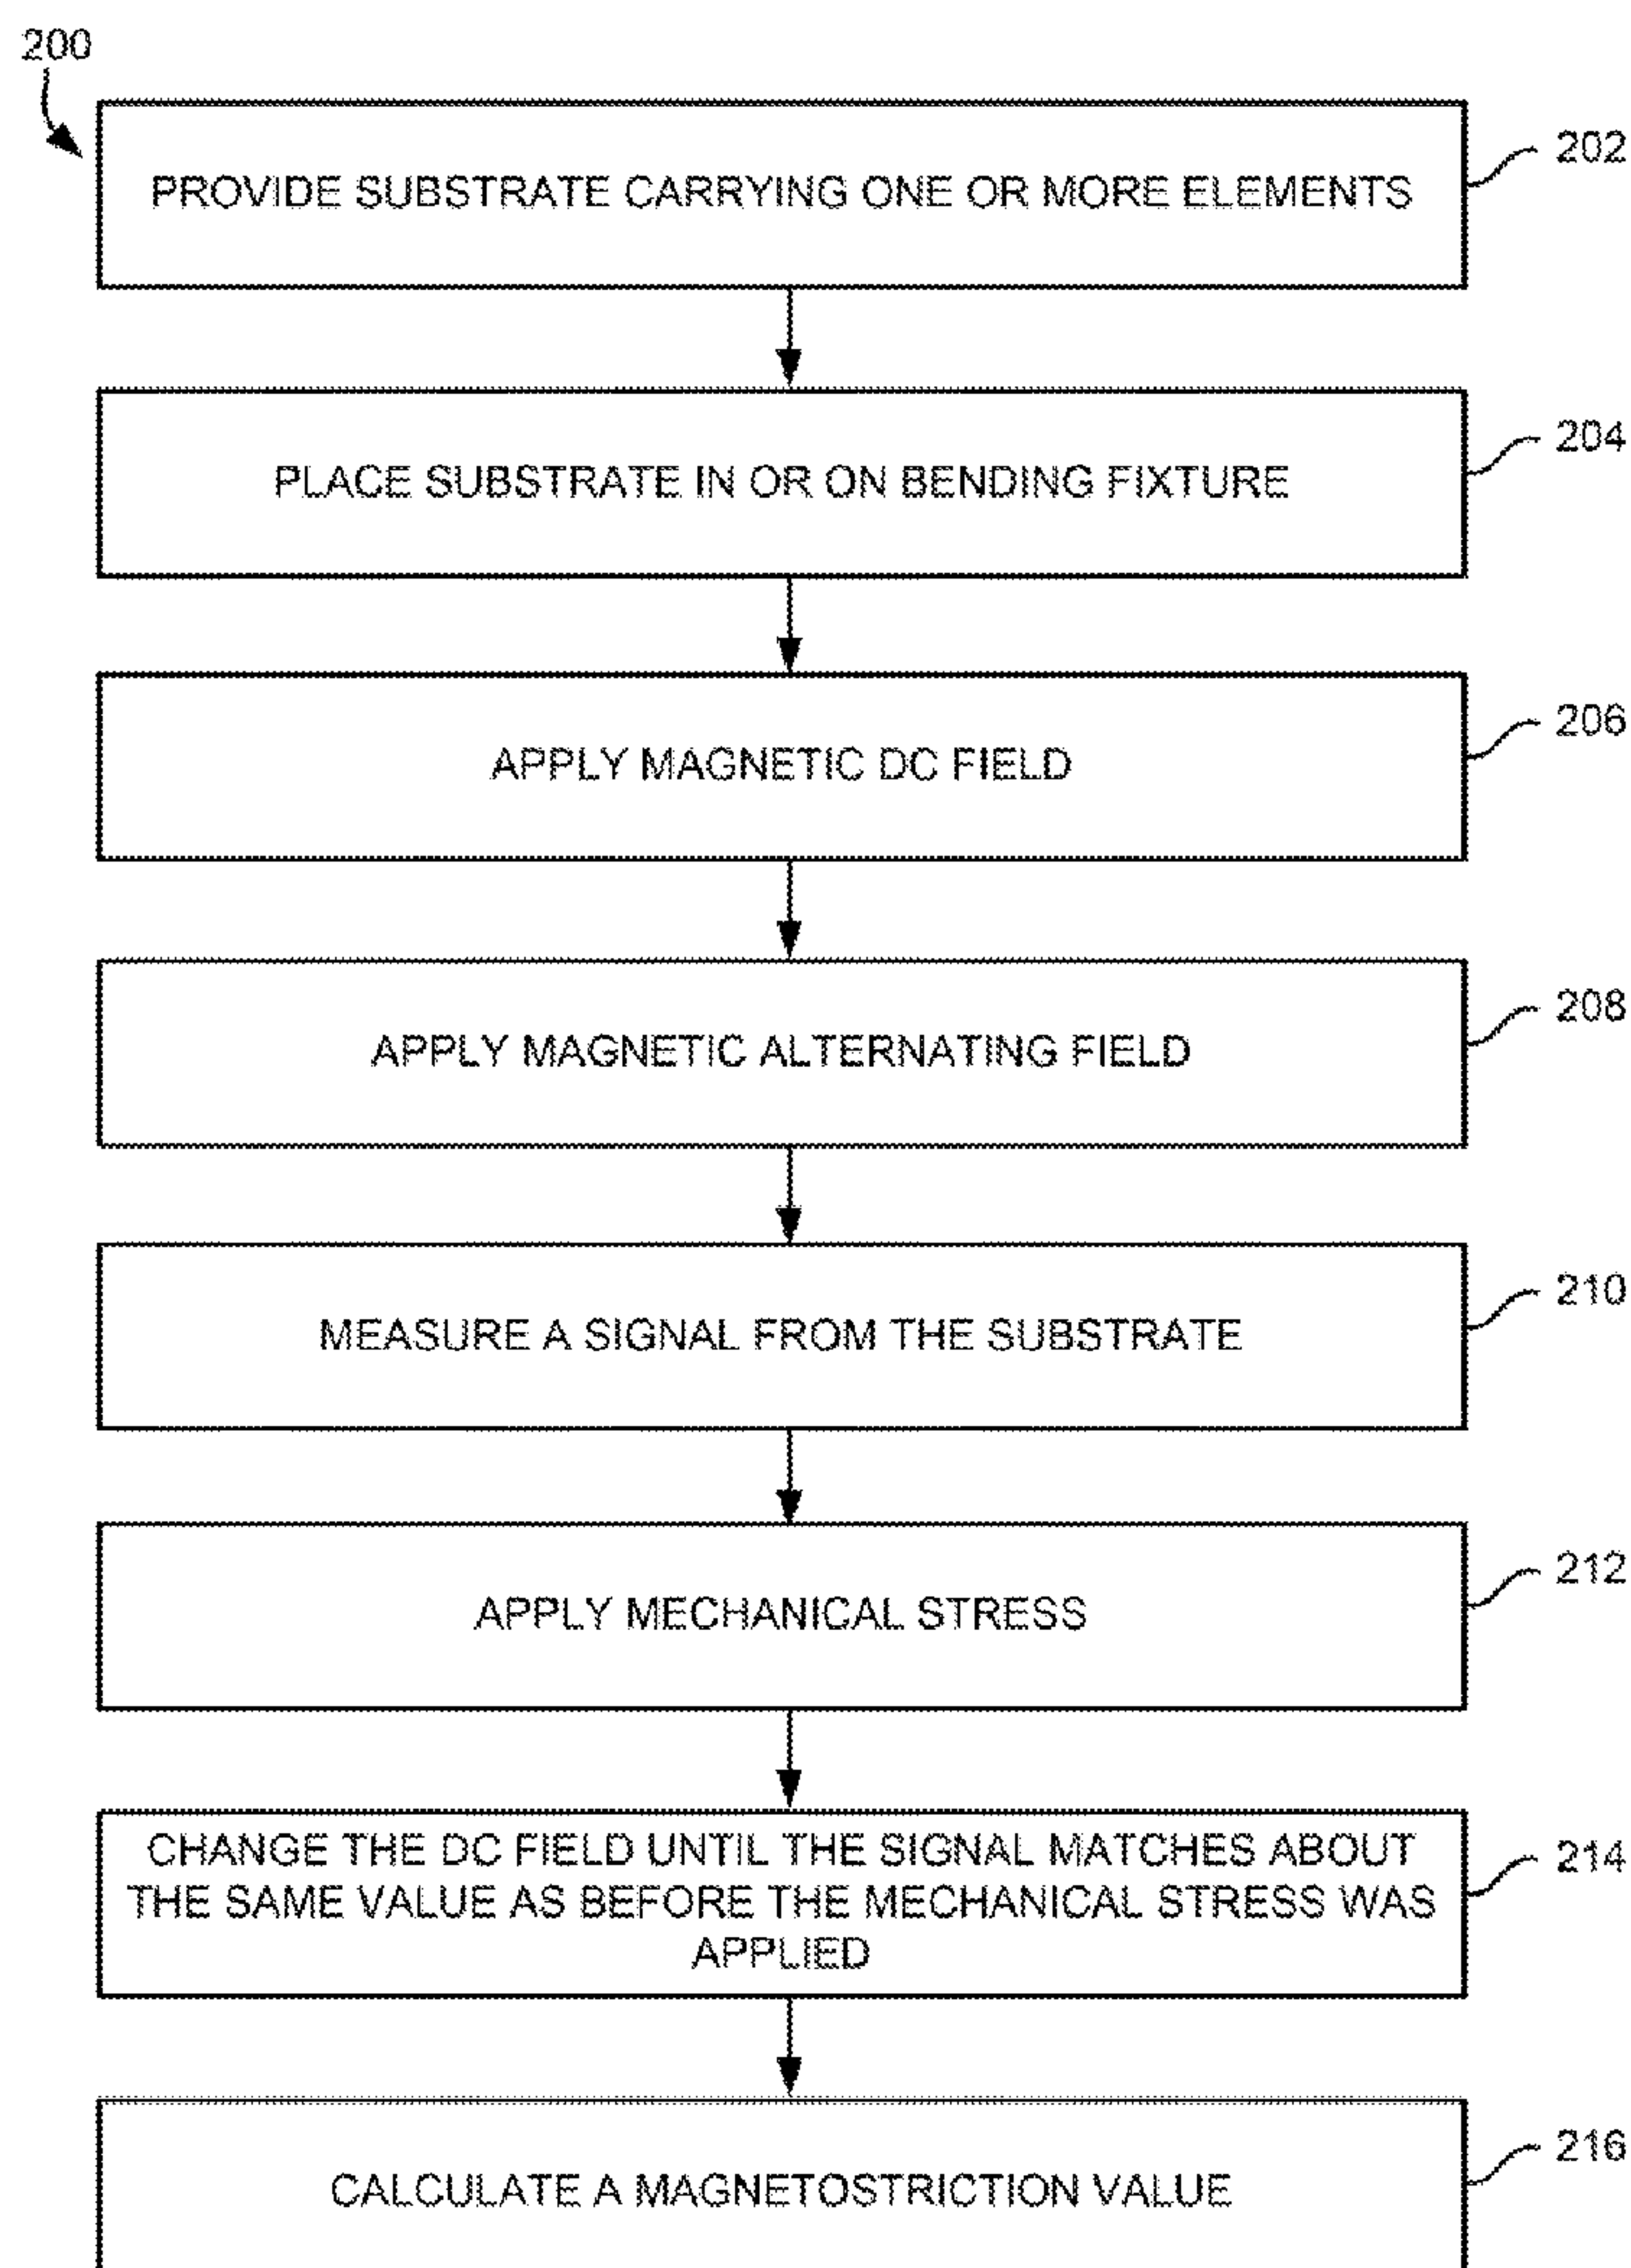 200
PROVIDE SUBSTRATE CARRYING ONE OR MORE ELEMENTS
202
PLACE SUBSTRATE IN OR ON BENDING FIXTURE
204
APPLY MAGNETIC DC FIELD
206
APPLY MAGNETIC ALTERNATING FIELD
208
MEASURE A SIGNAL FROM THE SUBSTRATE
210
APPLY MECHANICAL STRESS
212
CHANGE THE DC FIELD UNTIL THE SIGNAL MATCHES ABOUT
THE SAME VALUE AS BEFORE THE MECHANICAL STRESS WAS
APPLIED
214
CALCULATE A MAGNETOSTRICTION VALUE
216